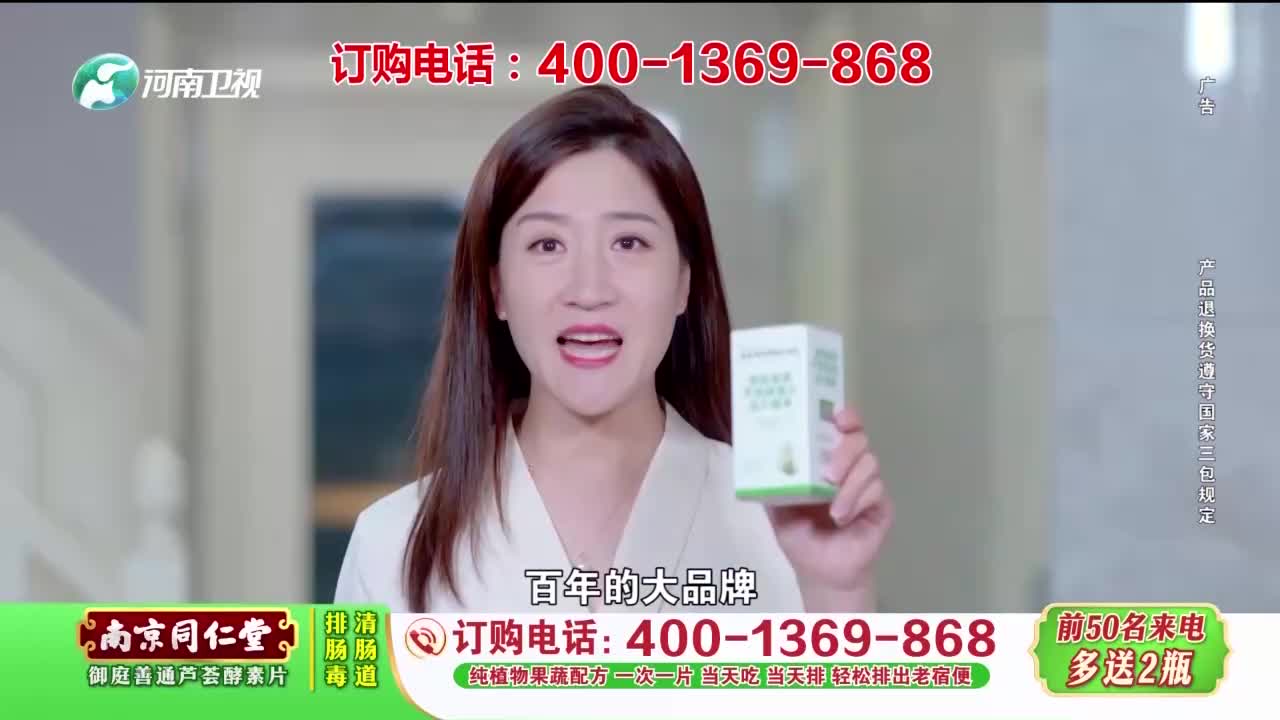 订购电话：400-1369-868
河南卫视
广告
产品退换货遵守国家三包规定
百年的大品牌
南京同仁堂
御庭善通芦荟酵素片
清肠道
排肠毒
订购电话：400-1369-868
纯植物果蔬配方 一次一片 当天吃 当天排 轻松排出老宿便
前50名来电
多送2瓶